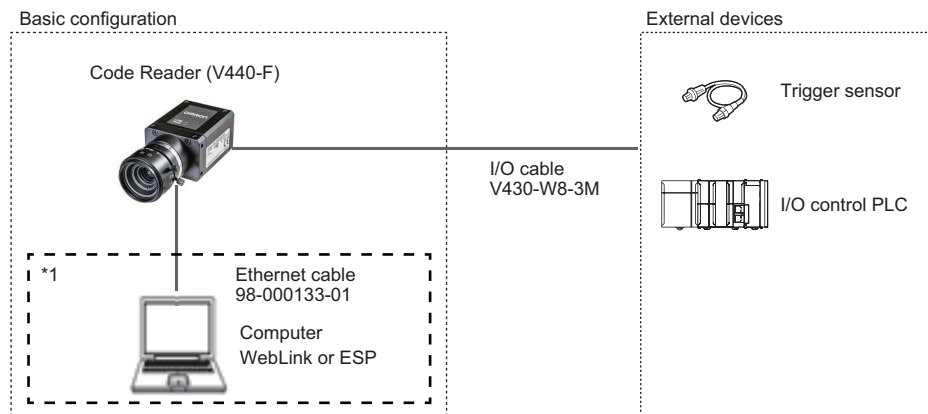 Basic configuration
External devices
Code Reader (V440-F)
Trigger sensor
I/O cable
V430-W8-3M
I/O control PLC
*1
Ethernet cable
98-000133-01
Computer
WebLink or ESP